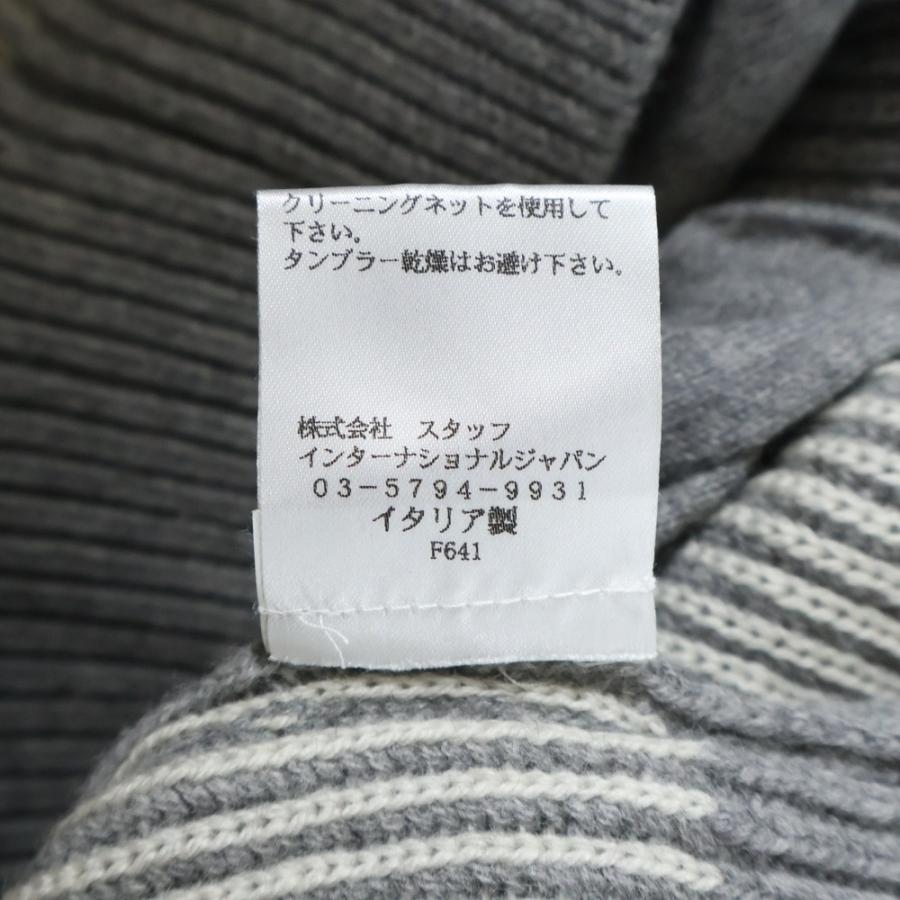 クリーニングネットを使用して
下さい。
タンブラー乾燥はお避け下さい。
株式会社　スタッフ
インターナショナルジャパン
０３－５７９４－９９３１
イタリア製
F641